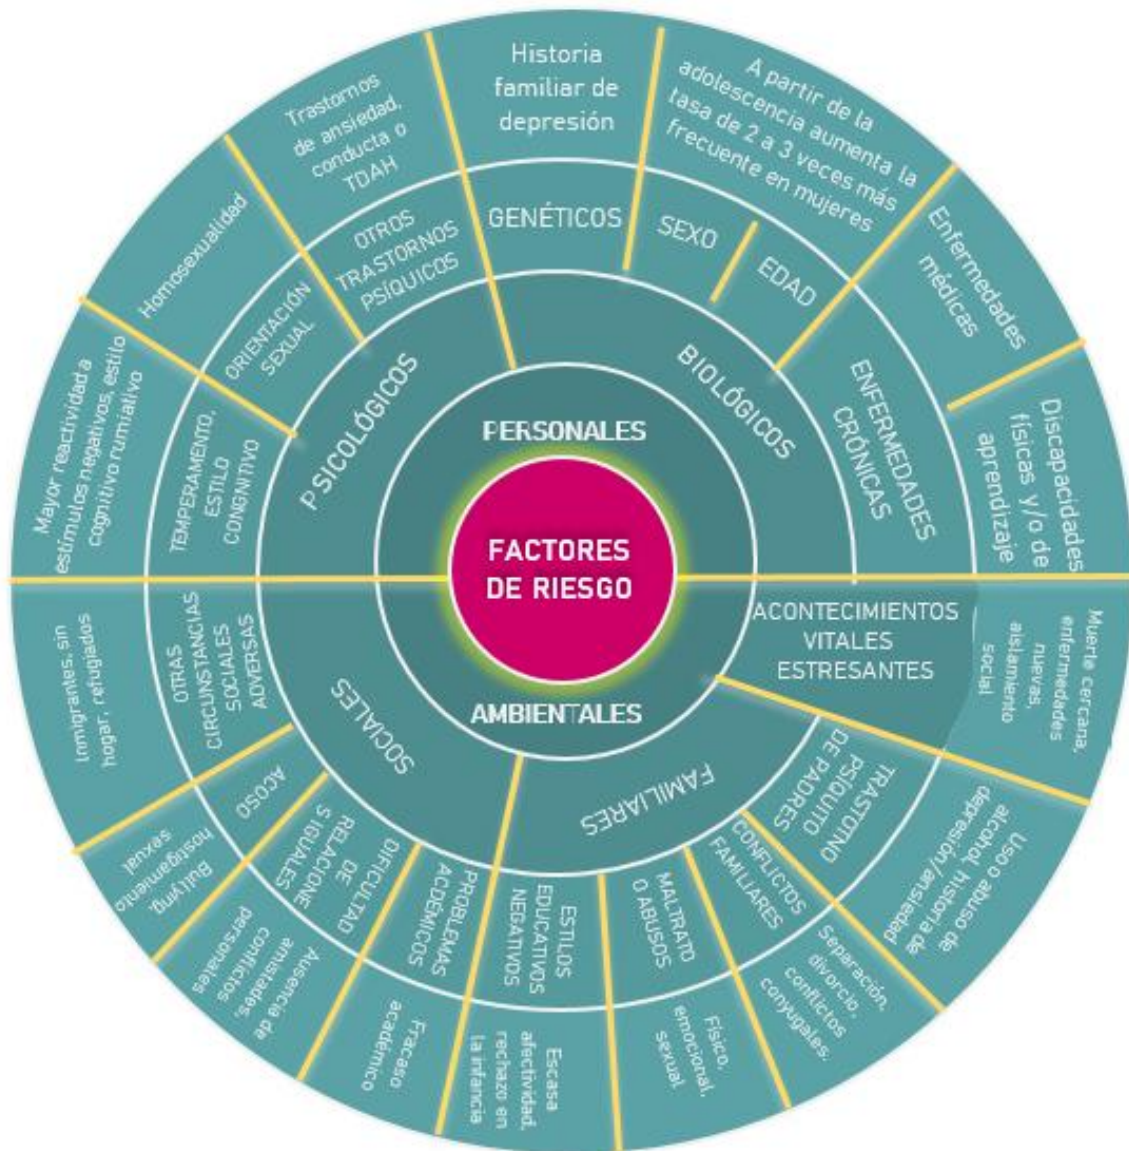 FACTORES
DE RIESGO
PERSONALES
BIOLÓGICOS
GENÉTICOS
Historia
familiar de
depresión
SEXO
EDAD
A partir de la
adolescencia aumenta la
tasa de 2 a 3 veces más
frecuente en mujeres
ENFERMEDADES
CRÓNICAS
Enfermedades
médicas
Discapacidades
físicas y/o de
aprendizaje
PSICOLÓGICOS
OTROS
TRASTORNOS
PSÍQUICOS
Trastornos
de ansiedad,
conducta o
TDAH
ORIENTACIÓN
SEXUAL
Homosexualidad
TEMPERAMENTO,
ESTILO
CONGNITIVO
Mayor reactividad a
estímulos negativos, estilo
cognitivo rumiativo
AMBIENTALES
ACONTECIMIENTOS
VITALES
ESTRESANTES
Muerte cercana,
enfermedades
nuevas,
aislamiento
social
FAMILIARES
TRASTOTNO
PSÍQUITO
DE PADRES
Uso o abuso de
alcohol, historia de
depresión/ansiedad
CONFLICTOS
FAMILIARES
Separación,
divorcio,
conflictos
conyugales.
MALTRATO
O ABUSOS
Físico,
emocional,
sexual
ESTILOS
EDUCATIVOS
NEGATIVOS
Escasa
afectividad,
rechazo en
la infancia
SOCIALES
PROBLEMAS
ACDÉMICOS
Fracaso
académico
DIFICULTAD
DE
RELACIONE
S IGUALES
Ausencia de
amistades,
conflictos
personales
ACOSO
Bullying,
hostigamiento
sexual
OTRAS
CIRCUNSTANCIAS
SOCIALES
ADVERSAS
Inmigrantes, sin
hogar, refugiados